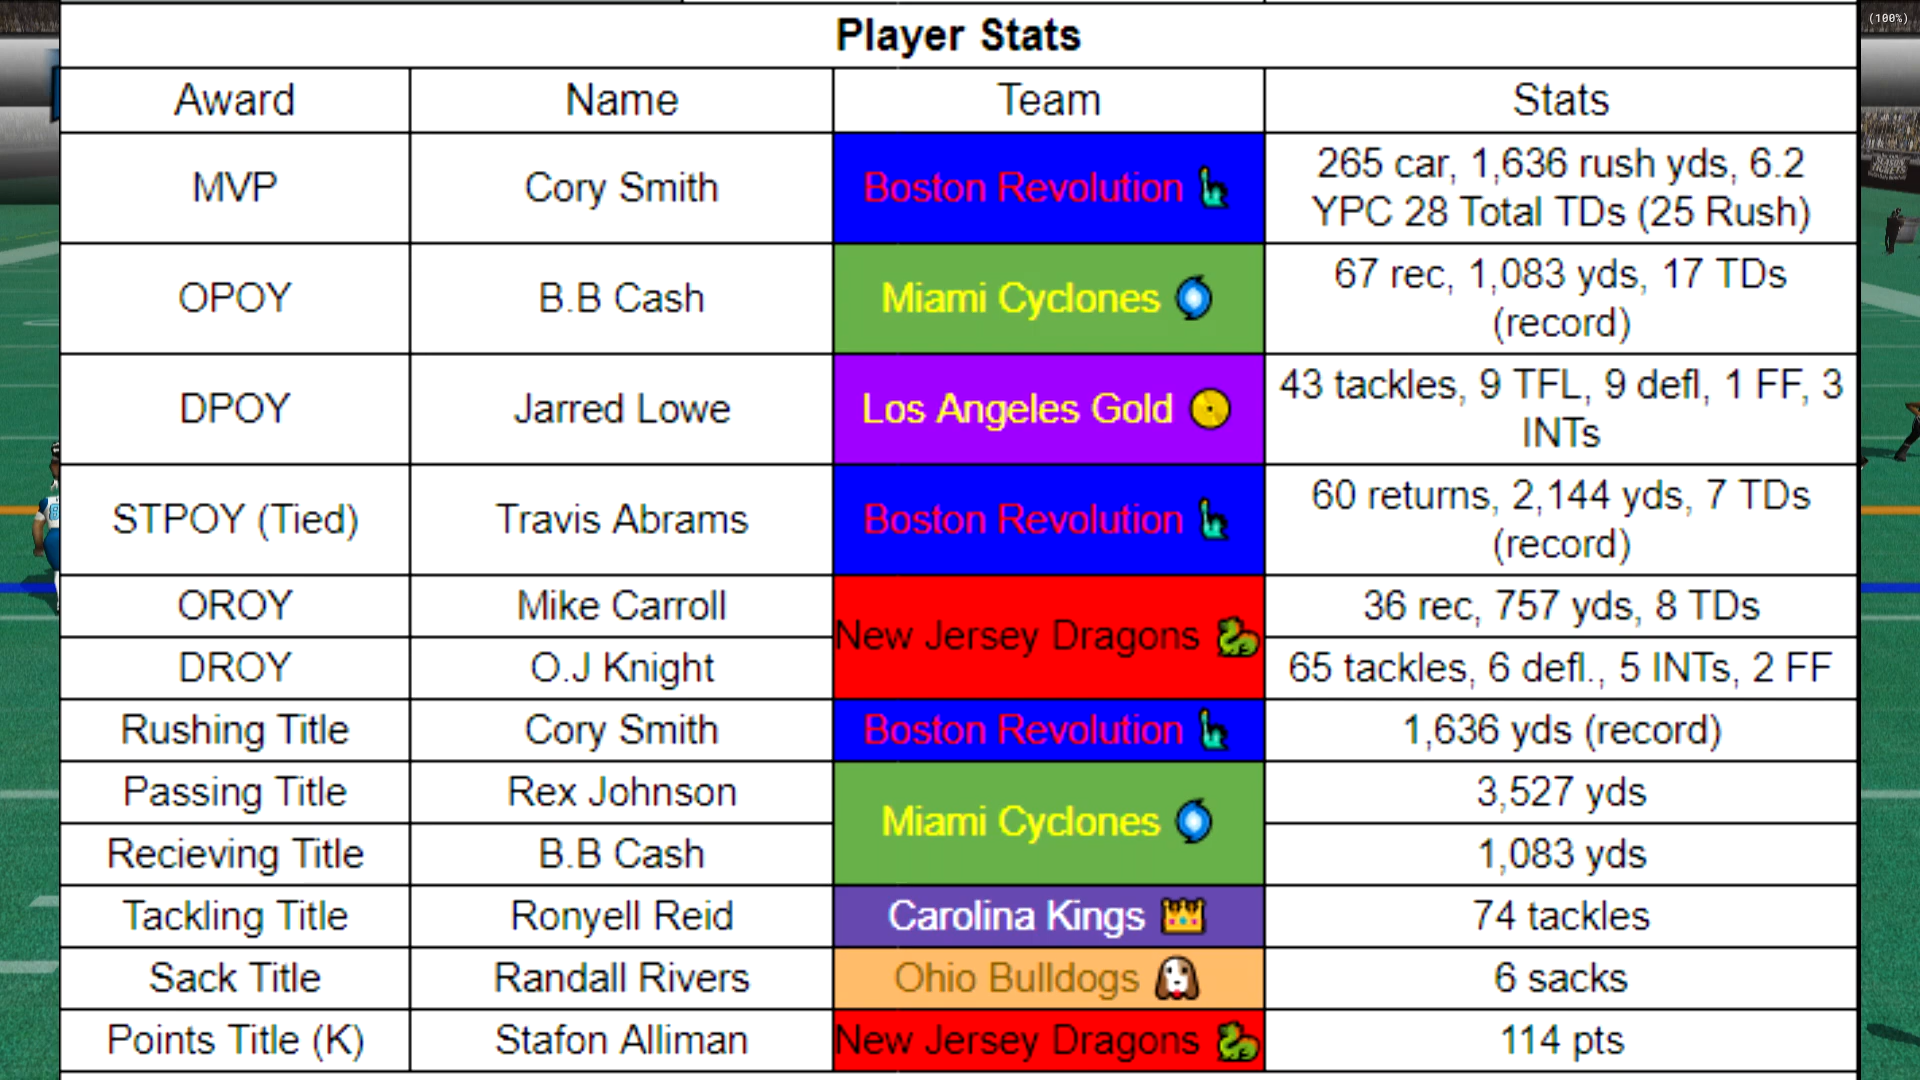 (100%)
Player Stats
Award Name Team Stats
MVP Cory Smith Boston Revolution 265 car, 1,636 rush yds, 6.2
YPC 28 Total TDs (25 Rush)
OPOY B.B Cash Miami Cyclones 67 rec, 1,083 yds, 17 TDs
(record)
DPOY Jarred Lowe Los Angeles Gold 43 tackles, 9 TFL, 9 defl, 1 FF, 3
INTs
STPOY (Tied) Travis Abrams Boston Revolution 60 returns, 2,144 yds, 7 TDs
(record)
OROY Mike Carroll New Jersey Dragons 36 rec, 757 yds, 8 TDs
DROY O.J Knight 65 tackles, 6 defl., 5 INTs, 2 FF
Rushing Title Cory Smith Boston Revolution 1,636 yds (record)
Passing Title Rex Johnson Miami Cyclones 3,527 yds
Recieving Title B.B Cash 1,083 yds
Tackling Title Ronyell Reid Carolina Kings 74 tackles
Sack Title Randall Rivers Ohio Bulldogs 6 sacks
Points Title (K) Stafon Alliman New Jersey Dragons 114 pts